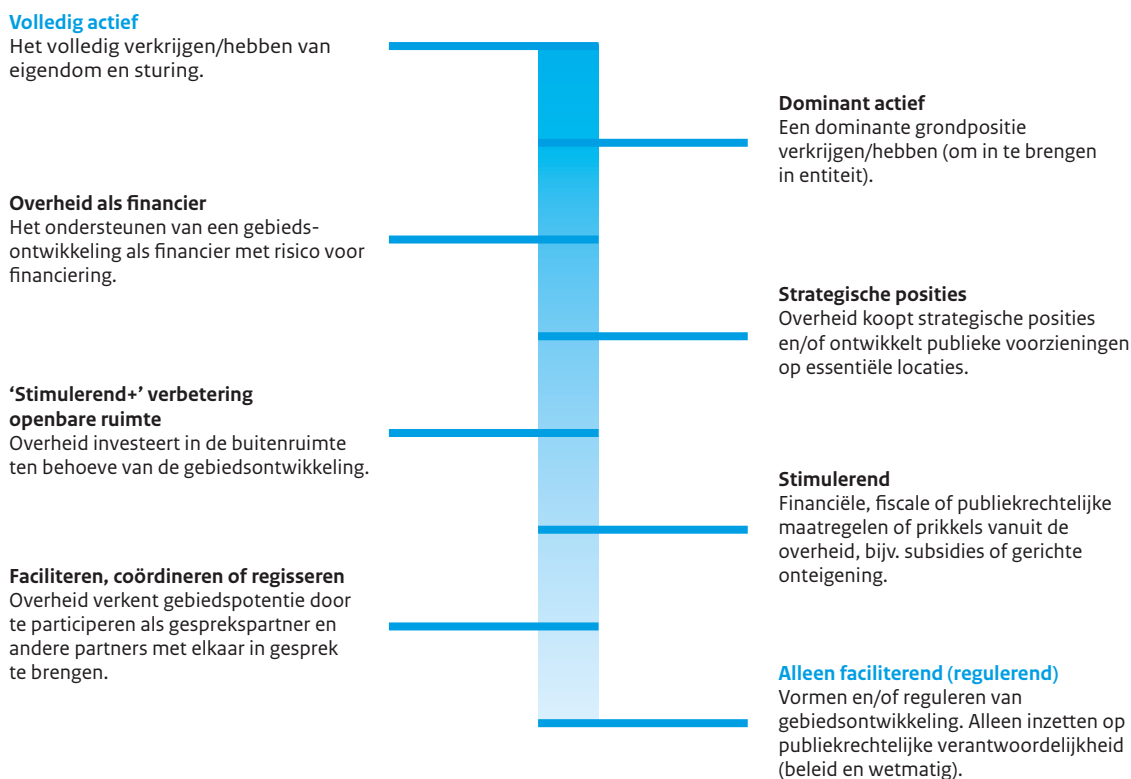 Volledig actief
Het volledig verkrijgen/hebben van
eigendom en sturing.
Dominant actief
Een dominante grondpositie
verkrijgen/hebben (om in te brengen
in entiteit).
Overheid als financier
Het ondersteunen van een gebieds-
ontwikkeling als financier met risico voor
financiering.
Strategische posities
Overheid koopt strategische posities
en/of ontwikkelt publieke voorzieningen
op essentiële locaties.
‘Stimulerend+’ verbetering
openbare ruimte
Overheid investeert in de buitenruimte
ten behoeve van de gebiedsontwikkeling.
Stimulerend
Financiële, fiscale of publiekrechtelijke
maatregelen of prikkels vanuit de
overheid, bijv. subsidies of gerichte
onteigening.
Faciliteren, coördineren of regisseren
Overheid verkent gebiedspotentie door
te participeren als gesprekspartner en
andere partners met elkaar in gesprek
te brengen.
Alleen faciliterend (regulerend)
Vormen en/of reguleren van
gebiedsontwikkeling. Alleen inzetten op
publiekrechtelijke verantwoordelijkheid
(beleid en wetmatig).